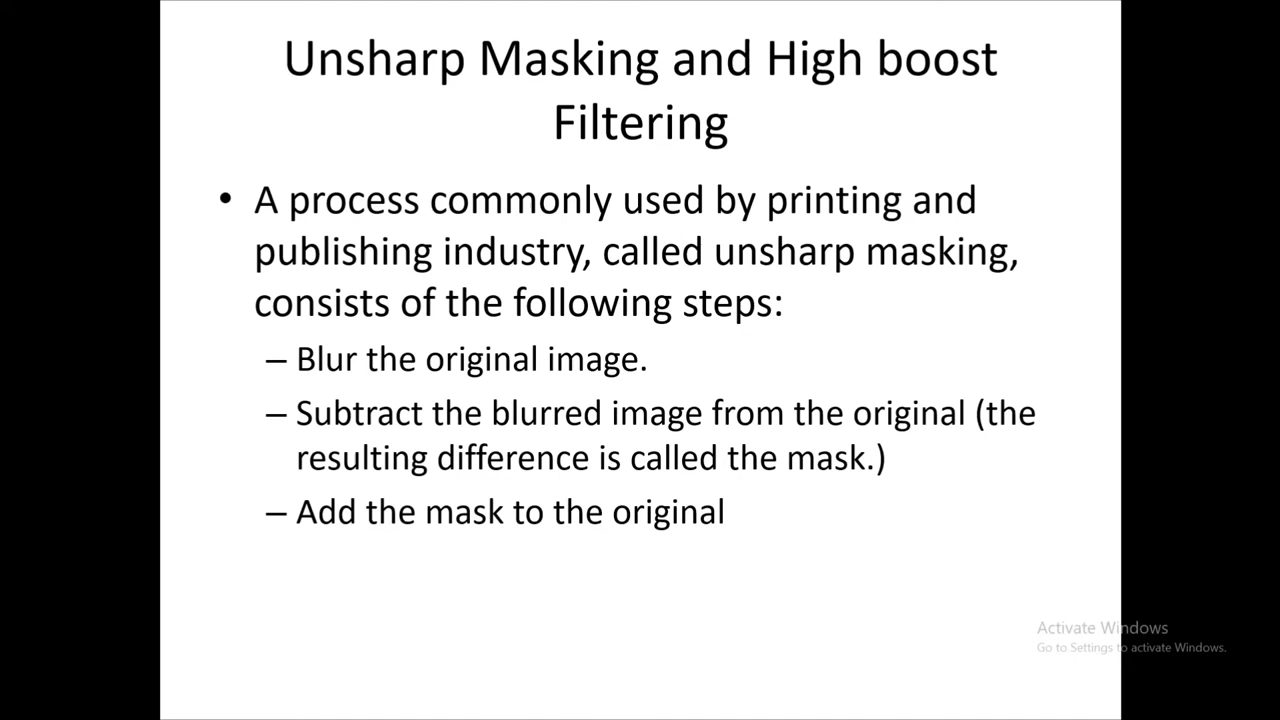 Unsharp Masking and High boost
Filtering
• A process commonly used by printing and
publishing industry, called unsharp masking,
consists of the following steps:
– Blur the original image.
– Subtract the blurred image from the original (the
resulting difference is called the mask.)
– Add the mask to the original
Activate Windows
Go to Settings to activate Windows.